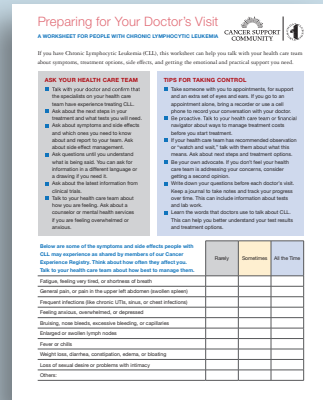 Preparing for Your Doctor's Visit
A WORKSHEET FOR PEOPLE WITH CHRONIC LYMPHOCYTIC LEUKEMIA
CANCER SUPPORT
COMMUNITY
If you have Chronic Lymphocytic Leukemia (CLL), this worksheet can help you talk with your health care team
about symptoms, treatment options, side effects, and getting the emotional and practical support you need.
ASK YOUR HEALTH CARE TEAM
Talk with your doctor and confirm that
the specialists on your health care
team have experience treating CLL.
Ask about the next steps in your
treatment and what tests you will need.
Ask about symptoms and side effects
and which ones you need to know
about and report to your team. Ask
about side effect management.
Ask questions until you understand
what is being said. You can ask for
information in a different language or
a drawing if you need it.
Ask about the latest information from
clinical trials.
Talk to your health care team about
how you are feeling. Ask about a
counselor or mental health services
if you are feeling overwhelmed or
anxious.
TIPS FOR TAKING CONTROL
Take someone with you to appointments, for support
and an extra set of eyes and ears. If you go to an
appointment alone, bring a recorder or use a cell
phone to record your conversation with your doctor.
Be proactive. Talk to your health care team or financial
navigator about ways to manage treatment costs
before you start treatment.
If your health care team has recommended observation
or "watch and wait," talk with them about what this
means. Ask about next steps and treatment options.
Be your own advocate. If you don't feel your health
care team is addressing your concerns, consider
getting a second opinion.
Write down your questions before each doctor's visit.
Keep a journal to take notes and track your progress
over time. This can include information about tests
and lab work.
Learn the words that doctors use to talk about CLL.
This can help you better understand your test results
and treatment options.
Below are some of the symptoms and side effects people with
CLL may experience as shared by members of our Cancer
Experience Registry. Think about how often they affect you.
Talk to your health care team about how best to manage them.
Rarely
Sometimes
All the Time
Fatigue, feeling very tired, or shortness of breath
General pain, or pain in the upper left abdomen (swollen spleen)
Frequent infections (like chronic UTIs, sinus, or chest infections)
Feeling anxious, overwhelmed, or depressed
Bruising, nose bleeds, excessive bleeding, or capillaries
Enlarged or swollen lymph nodes
Fever or chills
Weight loss, diarrhea, constipation, edema, or bloating
Loss of sexual desire or problems with intimacy
Others: